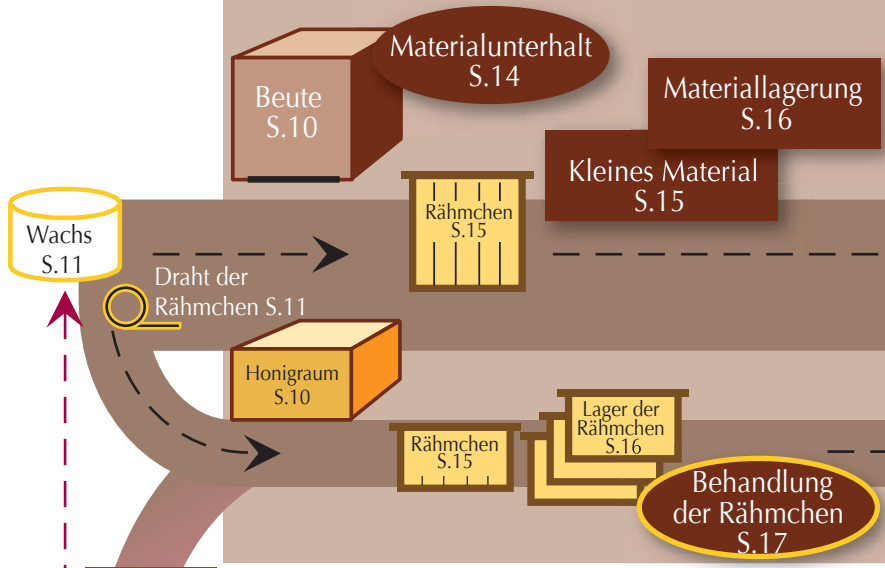 Materialunterhalt
S.14
Beute
S.10
Materiallagerung
S.16
Kleines Material
S.15
Rähmchen
S.15
Wachs
S.11
Draht der
Rähmchen S.11
Honigraum
S.10
Rähmchen
S.15
Lager der
Rähmchen
S.16
Behandlung
der Rähmchen
S.17